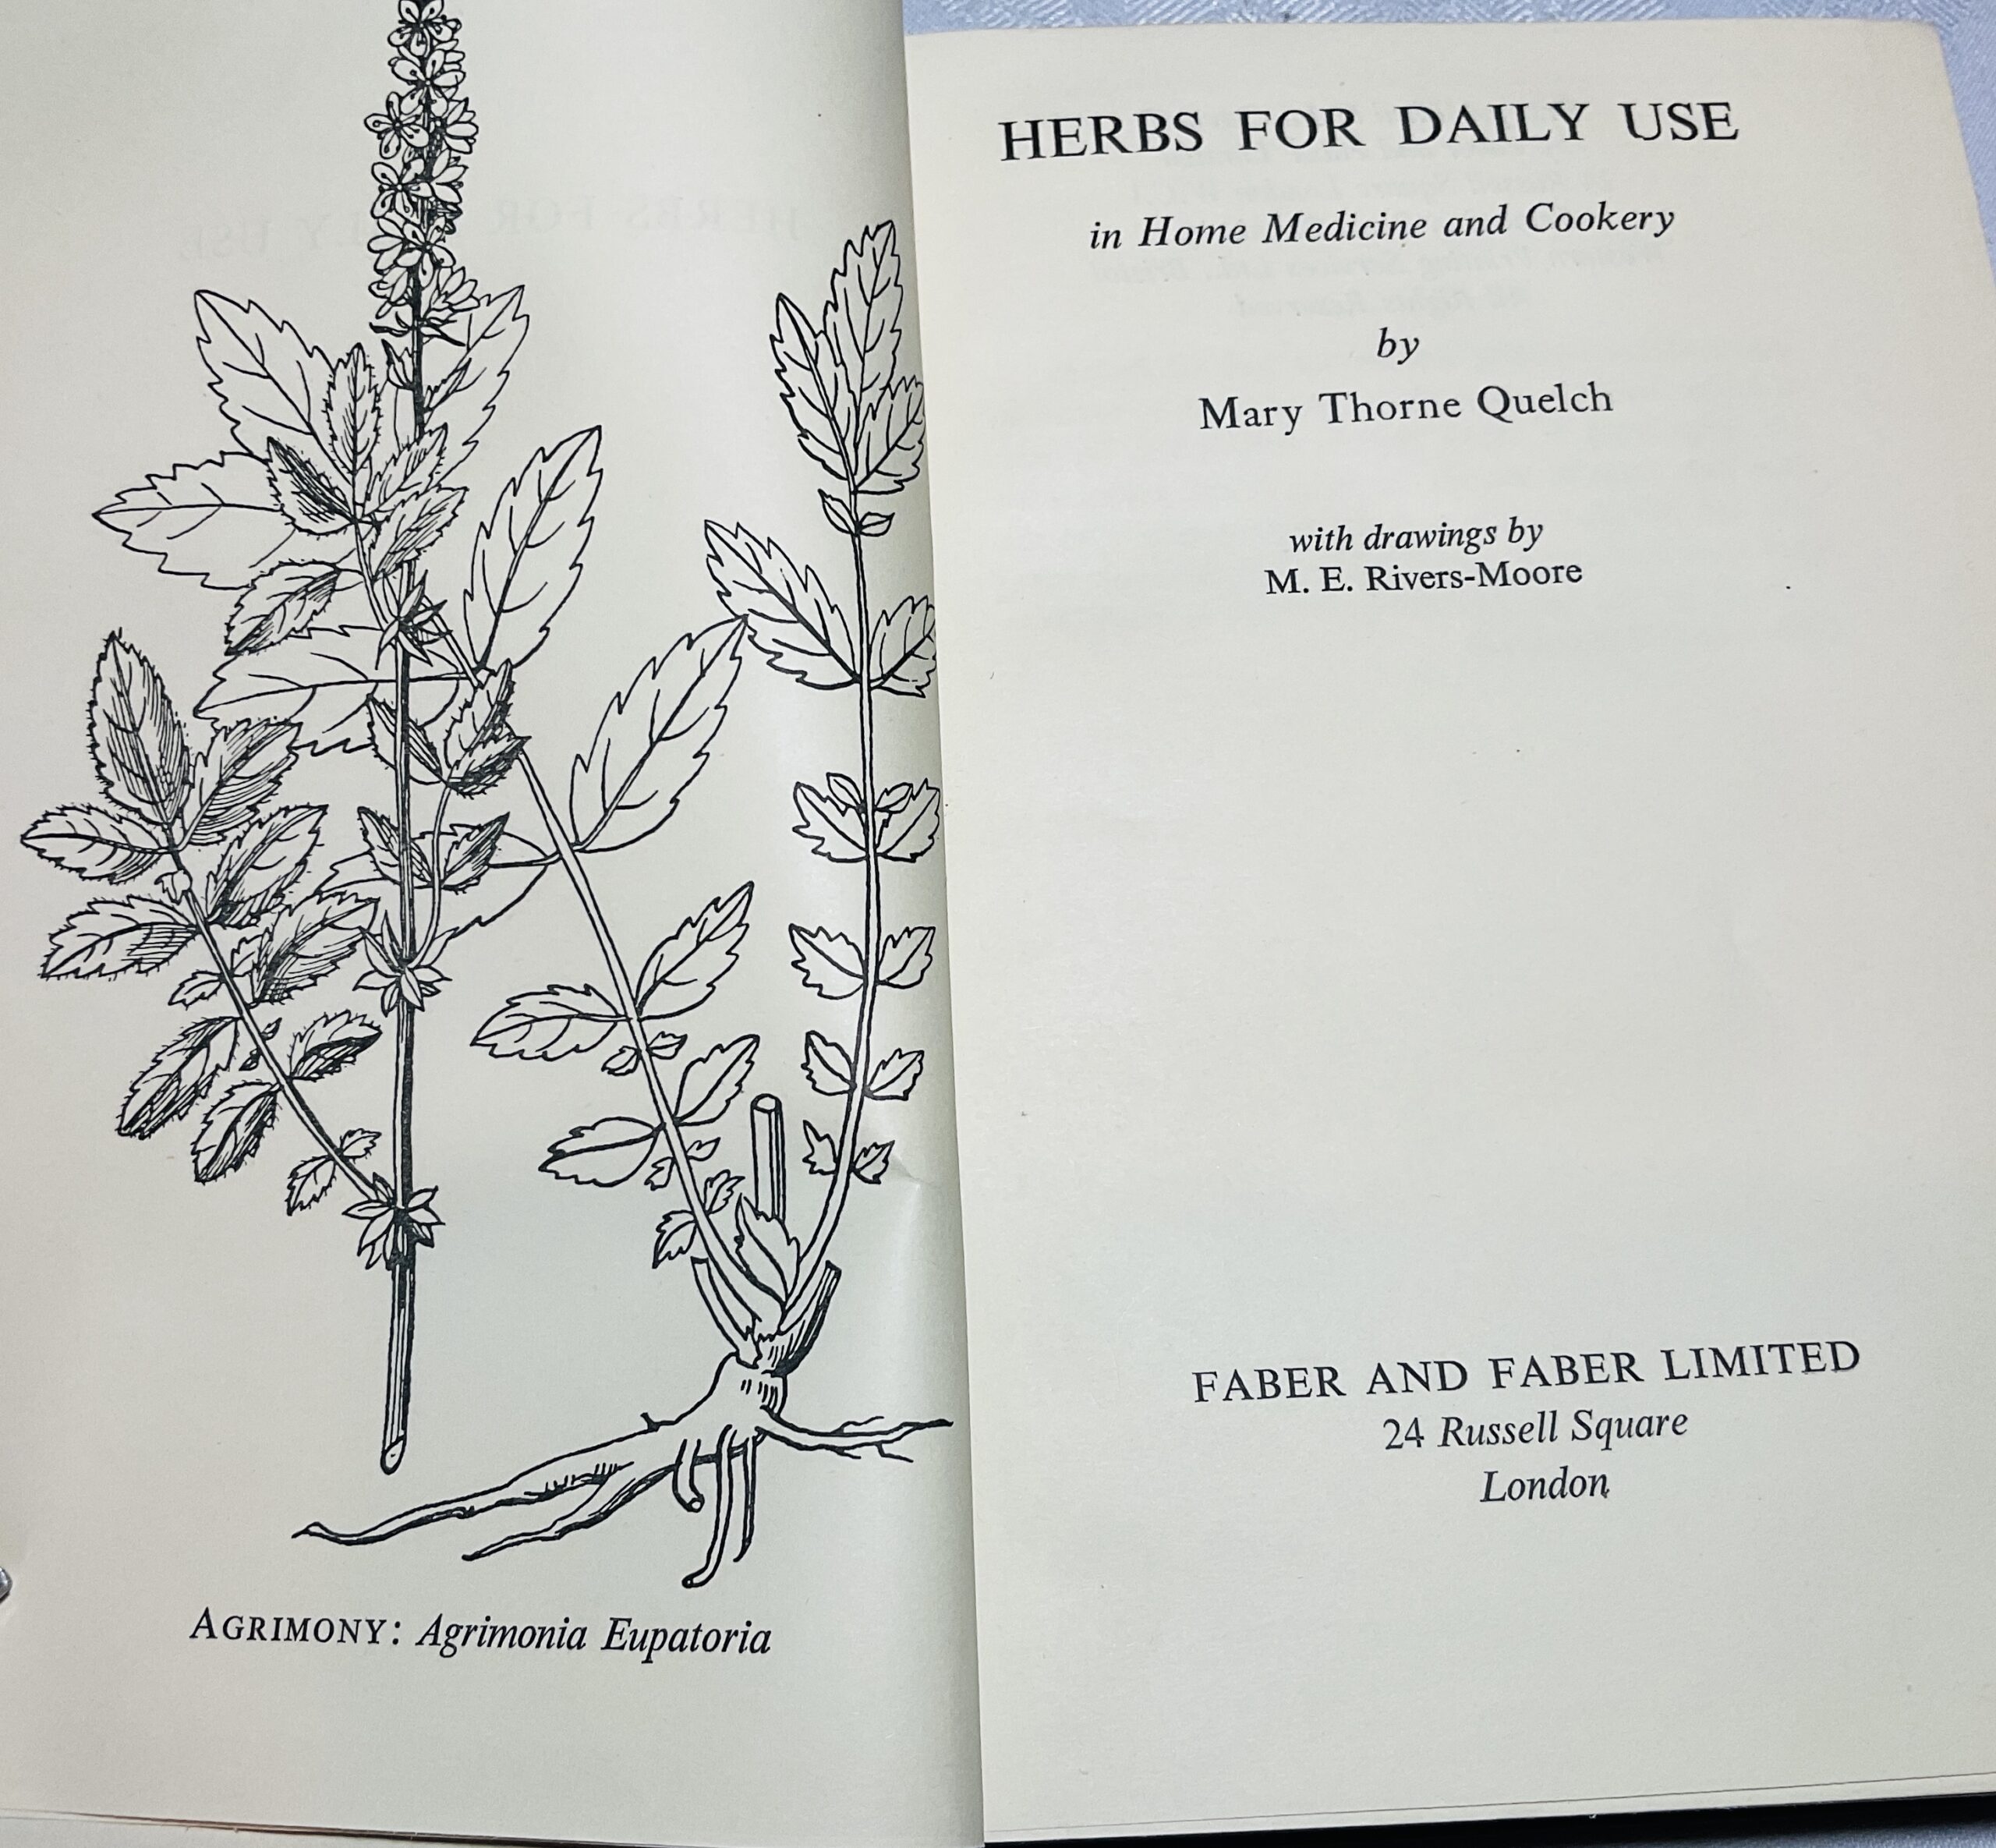 AGRIMONY: Agrimonia Eupatoria
HERBS FOR DAILY USE
in Home Medicine and Cookery
by
Mary Thorne Quelch
with drawings by
M. E. Rivers-Moore
FABER AND FABER LIMITED
24 Russell Square
London